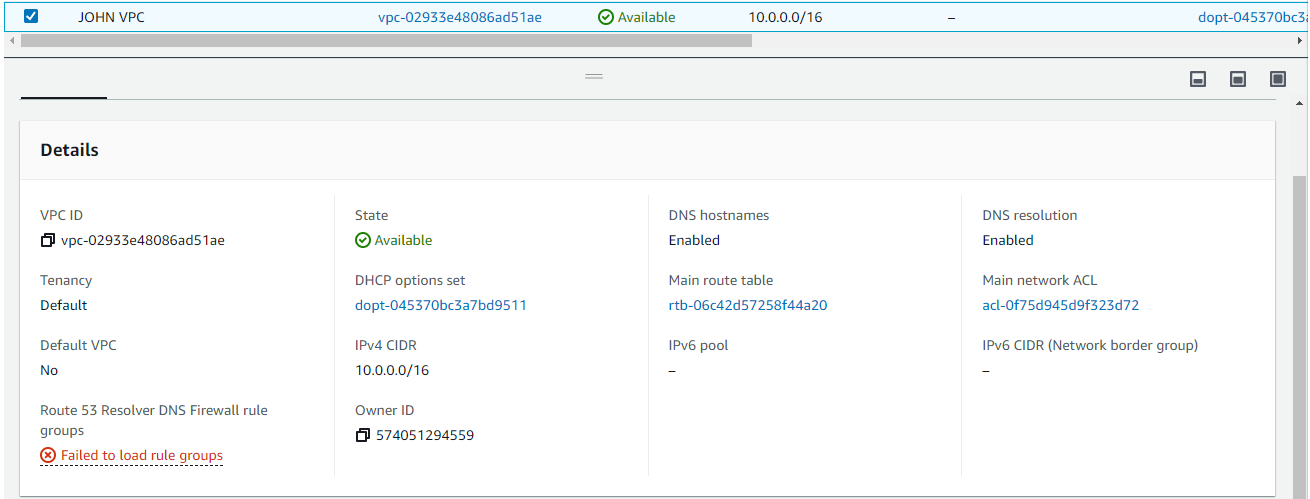 JOHN VPC vpc-02933e48086ad51ae Available 10.0.0.0/16 – dopt-045370bc3
Details
VPC ID State DNS hostnames DNS resolution
vpc-02933e48086ad51ae Available Enabled Enabled
Tenancy DHCP options set Main route table Main network ACL
Default dopt-045370bc3a7bd9511 rtb-06c42d57258f44a20 acl-0f75d945d9f323d72
Default VPC IPv4 CIDR IPv6 pool IPv6 CIDR (Network border group)
No 10.0.0.0/16 – –
Route 53 Resolver DNS Firewall rule Owner ID
groups
574051294559
Failed to load rule groups